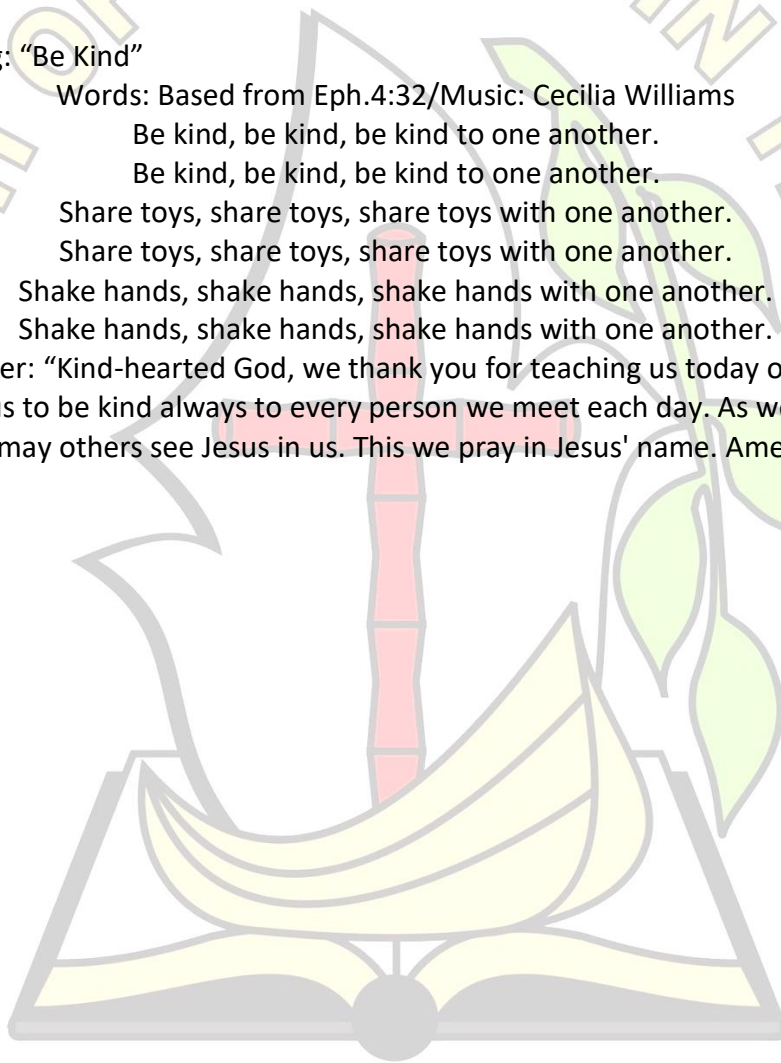 : “Be Kind”
Words: Based from Eph.4:32/Music: Cecilia Williams
Be kind, be kind, be kind to one another.
Be kind, be kind, be kind to one another.
Share toys, share toys, share toys with one another.
Share toys, share toys, share toys with one another.
Shake hands, shake hands, shake hands with one another.
Shake hands, shake hands, shake hands with one another.
er: “Kind-hearted God, we thank you for teaching us today o
us to be kind always to every person we meet each day. As we
may others see Jesus in us. This we pray in Jesus' name. Ame
OF
IN